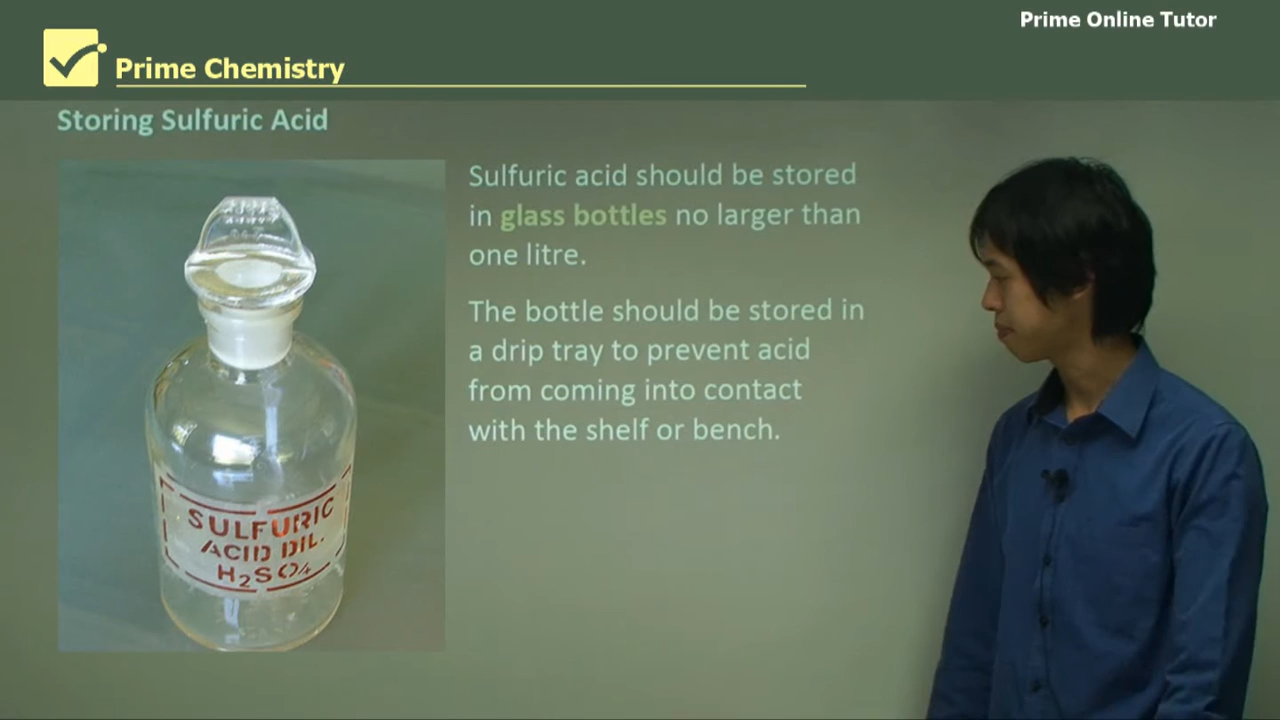 Prime Online Tutor
Prime Chemistry
Storing Sulfuric Acid
Sulfuric acid should be stored
in glass bottles no larger than
one litre.
The bottle should be stored in
a drip tray to prevent acid
from coming into contact
with the shelf or bench.
SULFURIC
ACID DIL.
H₂SO₄